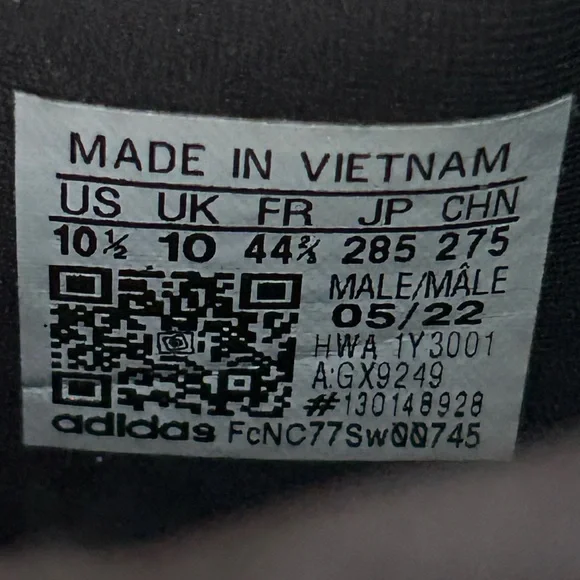 MADE IN VIETNAM
US UK FR JP CHN
10½ 10 44⅔ 285 275
MALE/MÂLE
05/22
HWA 1Y3001
A:GX9249
#130148928
adidas FcNC77Sw00745